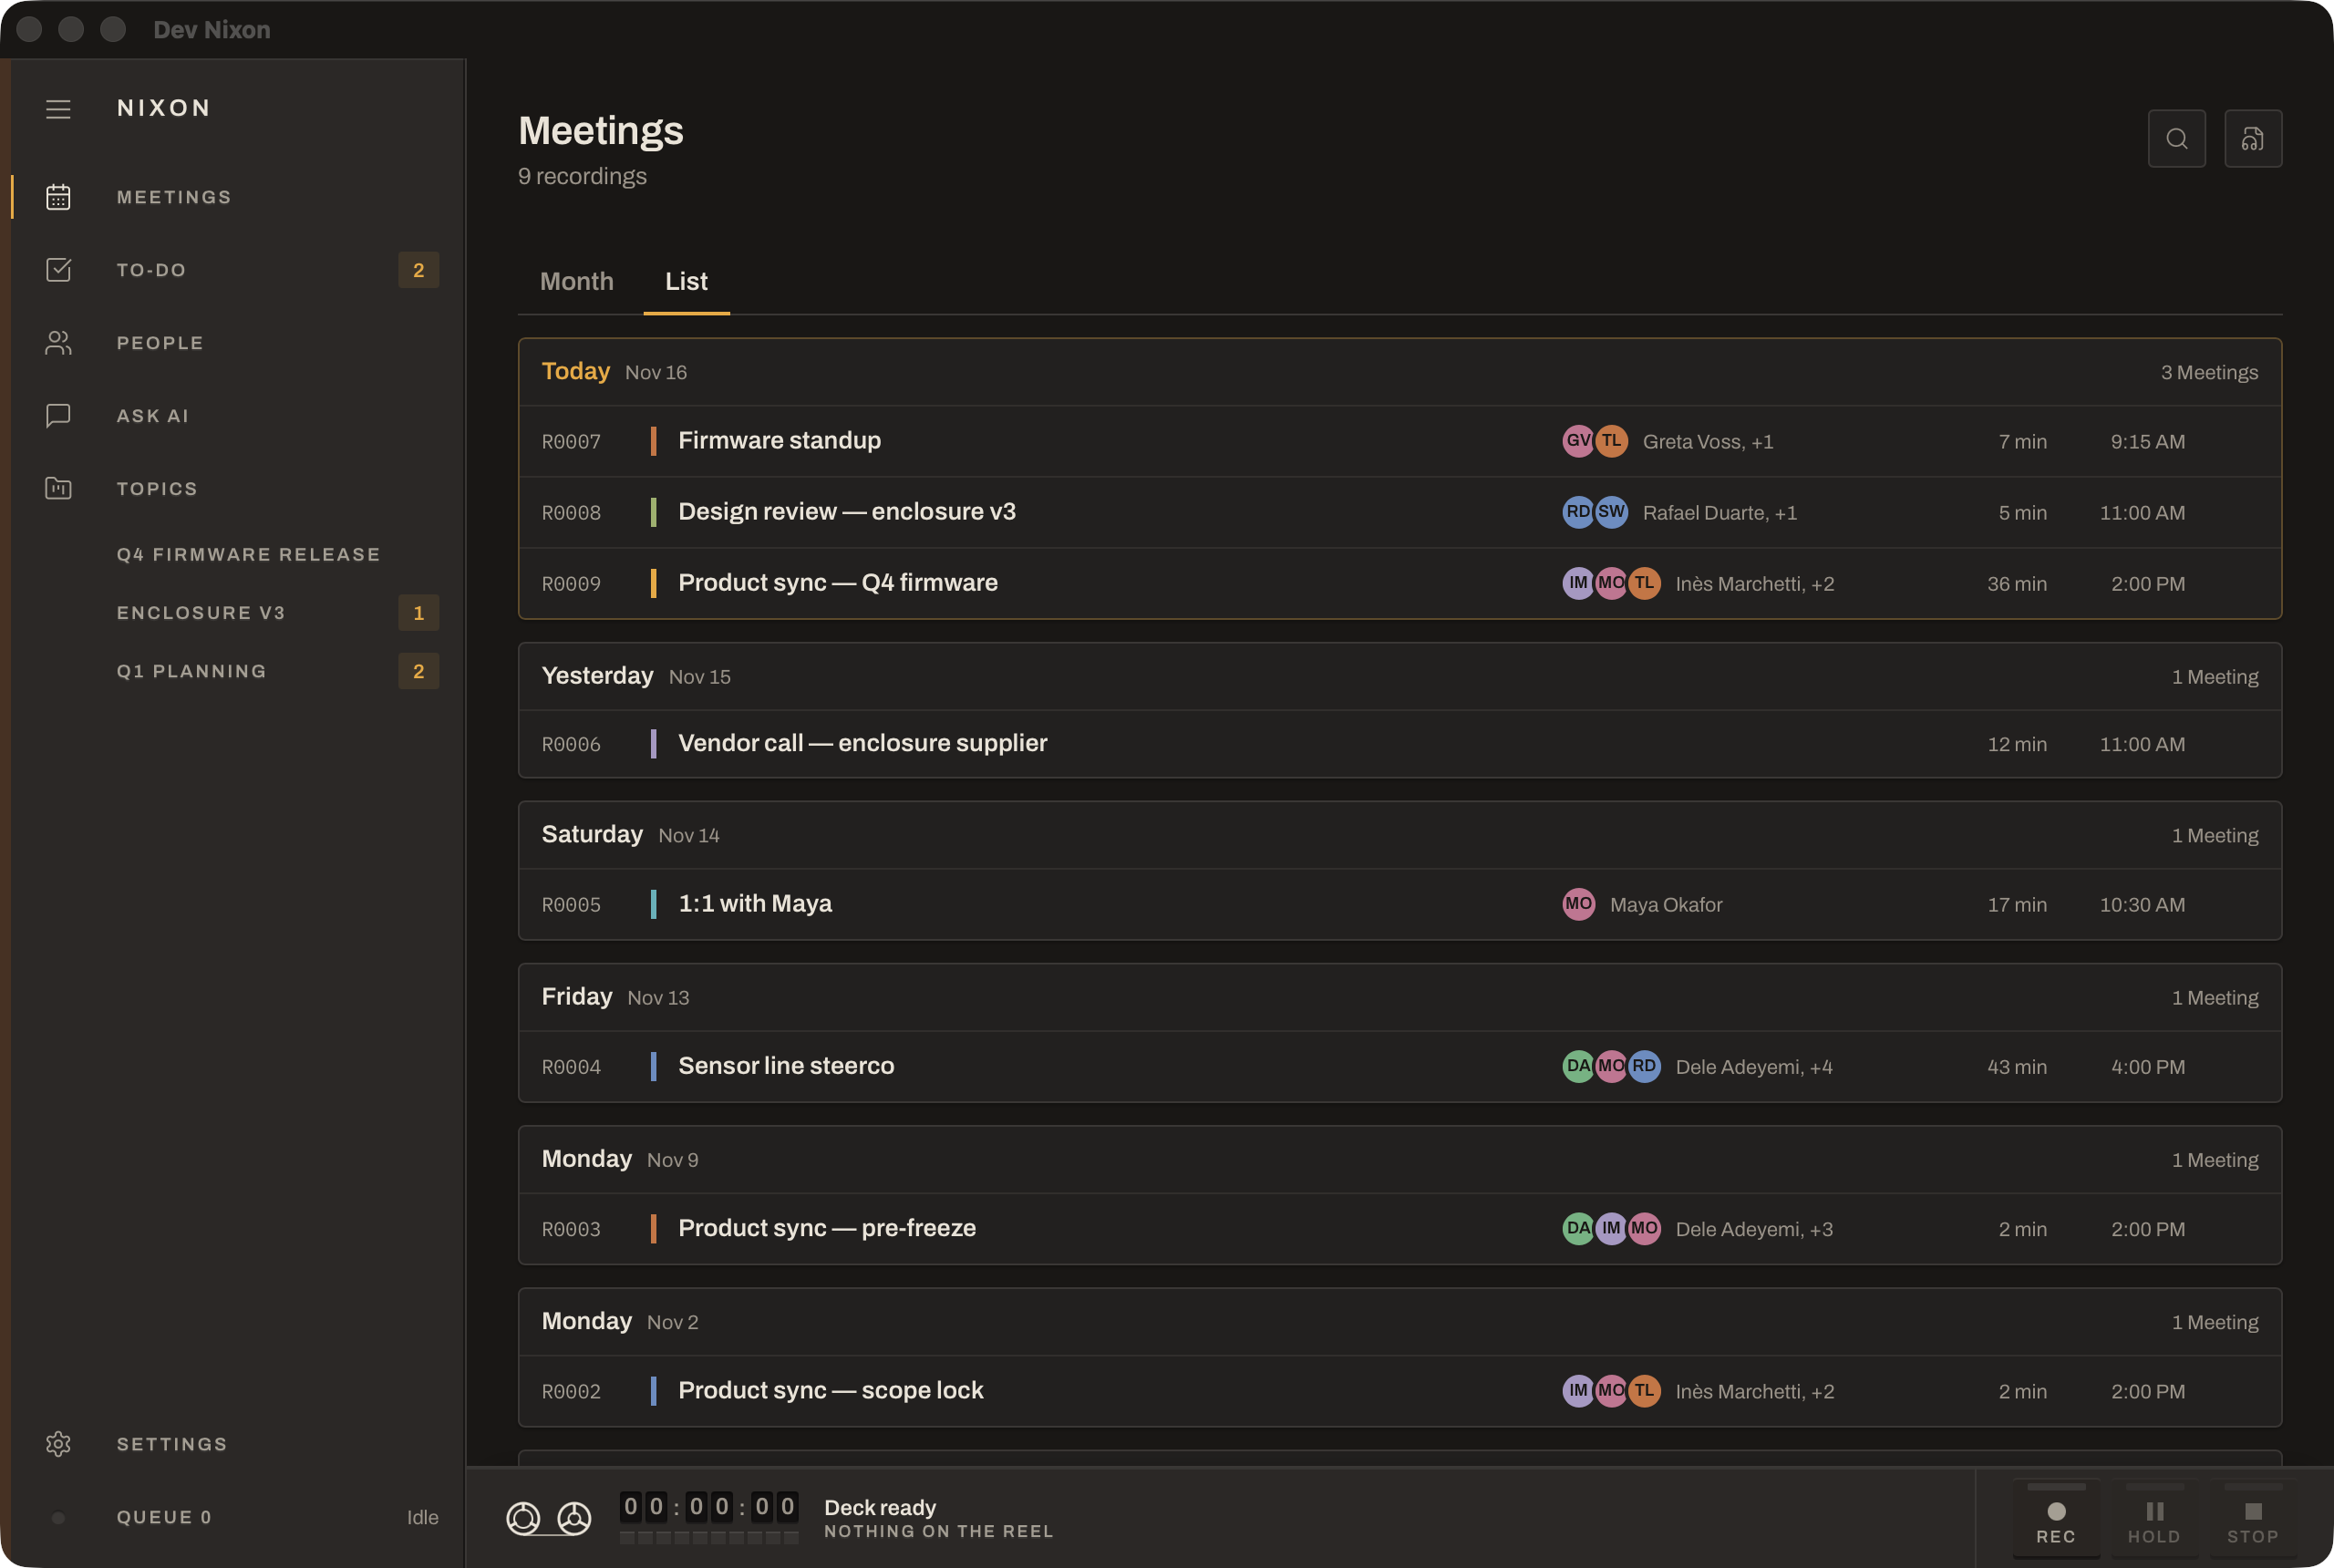 Dev Nixon
NIXON
MEETINGS
TO-DO 2
PEOPLE
ASK AI
TOPICS
Q4 FIRMWARE RELEASE
ENCLOSURE V3 1
Q1 PLANNING 2
SETTINGS
QUEUE 0 Idle
Meetings
9 recordings
Month List
Today Nov 16 3 Meetings
R0007 Firmware standup GV TL Greta Voss, +1 7 min 9:15 AM
R0008 Design review — enclosure v3 RD SW Rafael Duarte, +1 5 min 11:00 AM
R0009 Product sync — Q4 firmware IM MO TL Inès Marchetti, +2 36 min 2:00 PM
Yesterday Nov 15 1 Meeting
R0006 Vendor call — enclosure supplier 12 min 11:00 AM
Saturday Nov 14 1 Meeting
R0005 1:1 with Maya MO Maya Okafor 17 min 10:30 AM
Friday Nov 13 1 Meeting
R0004 Sensor line steerco DA MO RD Dele Adeyemi, +4 43 min 4:00 PM
Monday Nov 9 1 Meeting
R0003 Product sync — pre-freeze DA IM MO Dele Adeyemi, +3 2 min 2:00 PM
Monday Nov 2 1 Meeting
R0002 Product sync — scope lock IM MO TL Inès Marchetti, +2 2 min 2:00 PM
00:00:00 Deck ready
NOTHING ON THE REEL
REC HOLD STOP